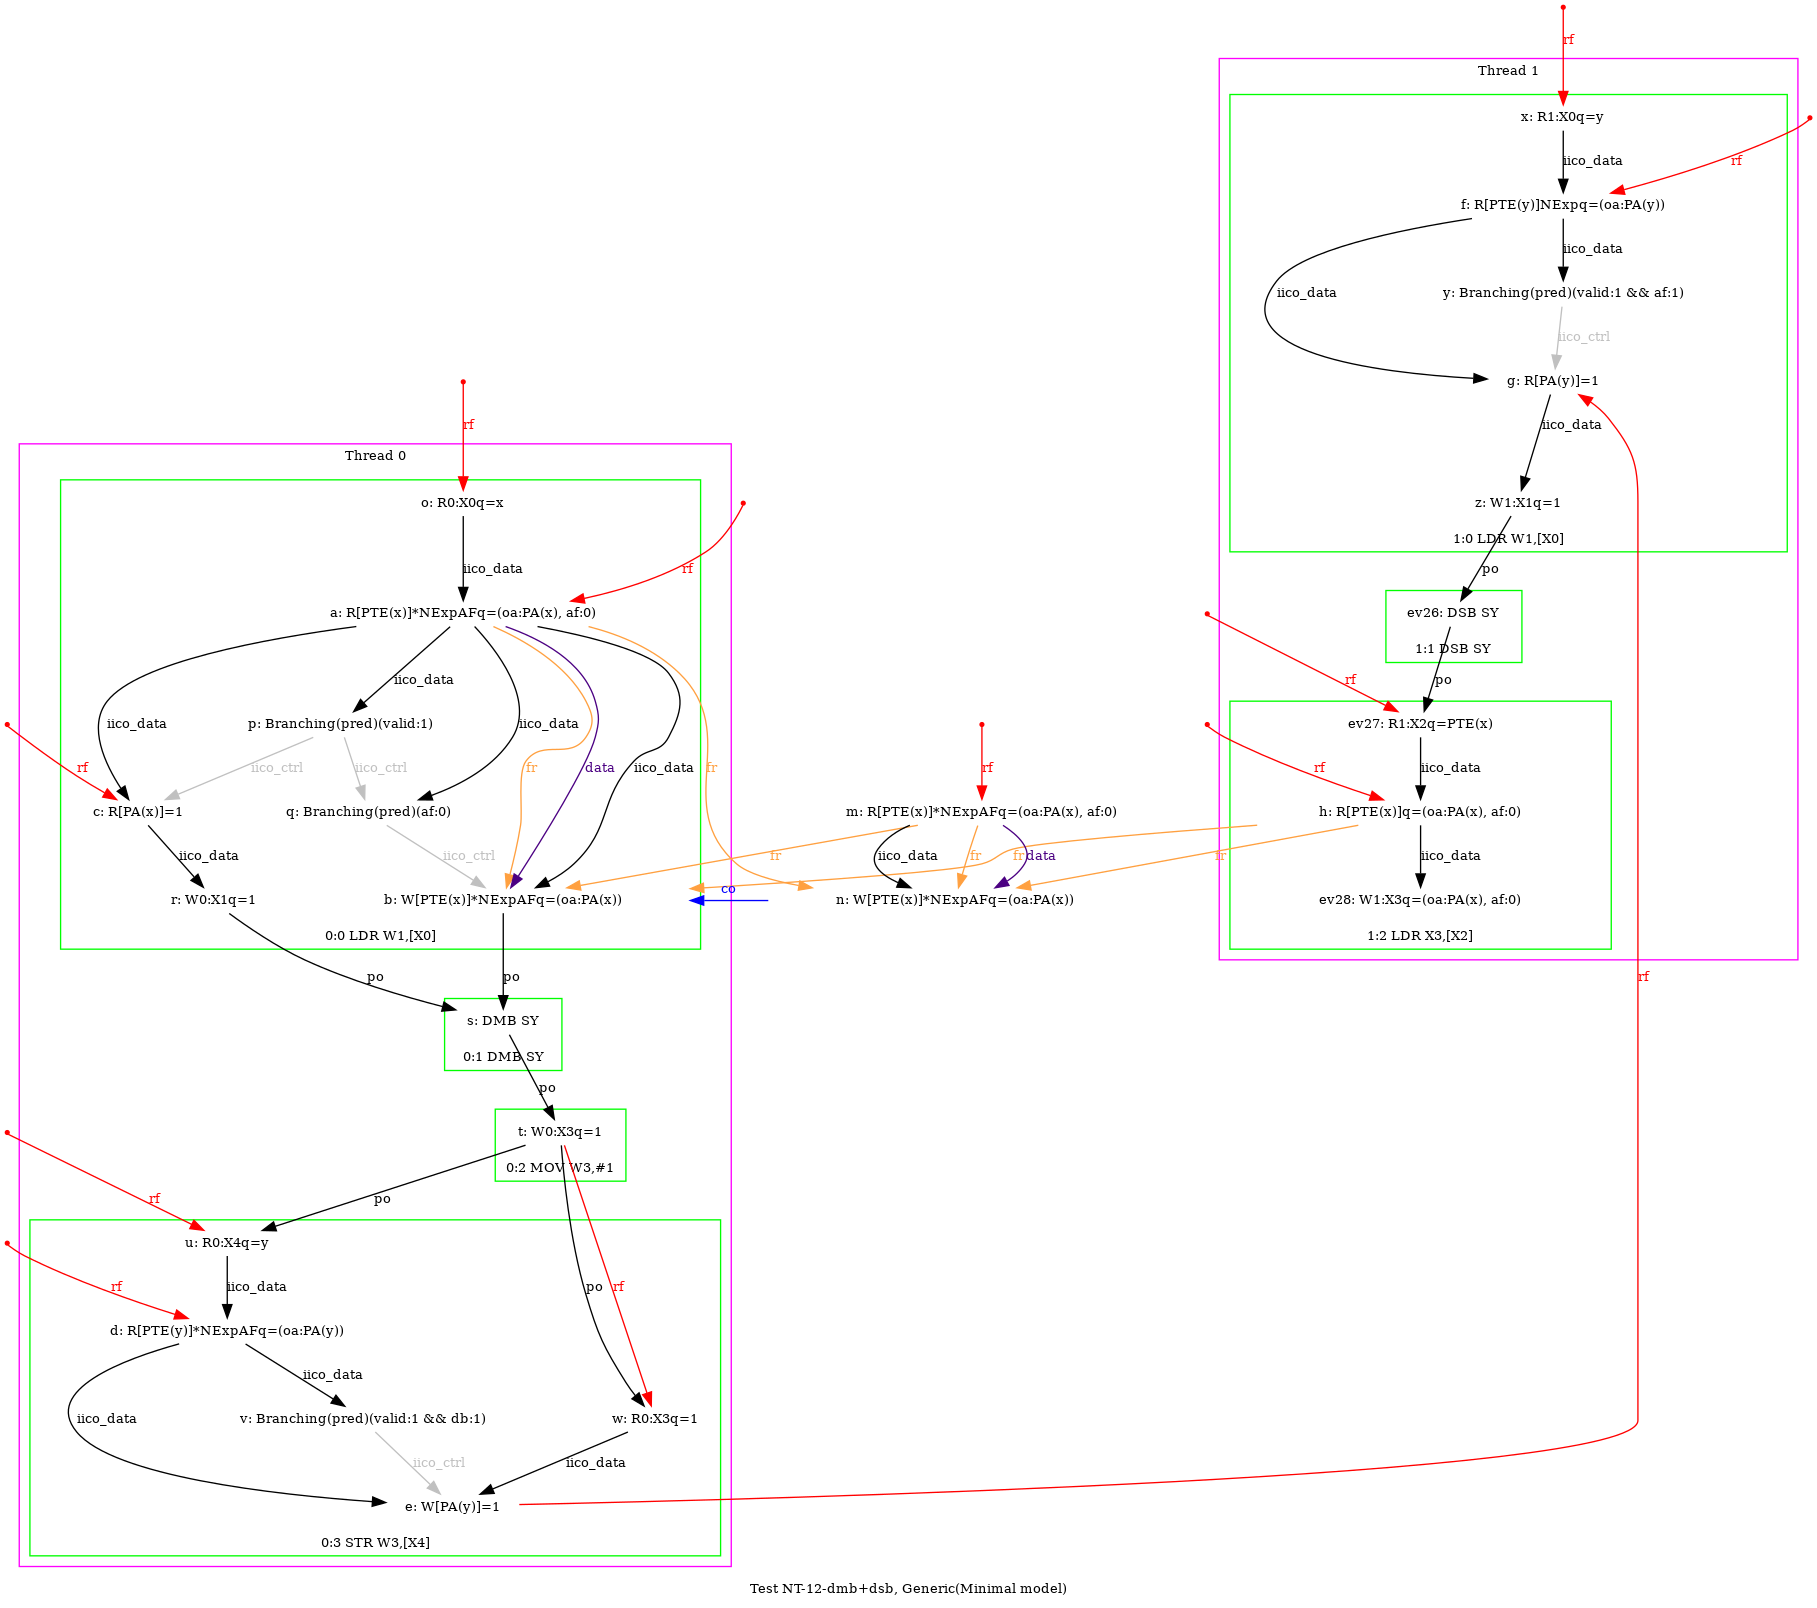 rf
Thread 1
x: R1:X0q=y
iico_data
rf
f: R[PTE(y)]NExpq=(oa:PA(y))
iico_data
iico_data
y: Branching(pred)(valid:1 && af:1)
iico_ctrl
g: R[PA(y)]=1
iico_data
z: W1:X1q=1
1:0 LDR W1,[X0]
po
ev26: DSB SY
1:1 DSB SY
rf
po
ev27: R1:X2q=PTE(x)
rf
iico_data
h: R[PTE(x)]q=(oa:PA(x), af:0)
iico_data
ev28: W1:X3q=(oa:PA(x), af:0)
1:2 LDR X3,[X2]
rf
rf
Thread 0
o: R0:X0q=x
iico_data
rf
a: R[PTE(x)]*NExpAFq=(oa:PA(x), af:0)
iico_data
iico_data
p: Branching(pred)(valid:1)
iico_data
rf
iico_ctrl
iico_ctrl
fr
data
iico_data
fr
c: R[PA(x)]=1
q: Branching(pred)(af:0)
iico_data
iico_ctrl
r: W0:X1q=1
b: W[PTE(x)]*NExpAFq=(oa:PA(x))
0:0 LDR W1,[X0]
rf
m: R[PTE(x)]*NExpAFq=(oa:PA(x), af:0)
fr
iico_data
fr
data
fr
fr
co
n: W[PTE(x)]*NExpAFq=(oa:PA(x))
po
po
s: DMB SY
0:1 DMB SY
po
t: W0:X3q=1
0:2 MOV W3,#1
rf
po
u: R0:X4q=y
rf
iico_data
po
rf
d: R[PTE(y)]*NExpAFq=(oa:PA(y))
iico_data
iico_data
v: Branching(pred)(valid:1 && db:1)
w: R0:X3q=1
iico_ctrl
iico_data
e: W[PA(y)]=1
0:3 STR W3,[X4]
Test NT-12-dmb+dsb, Generic(Minimal model)